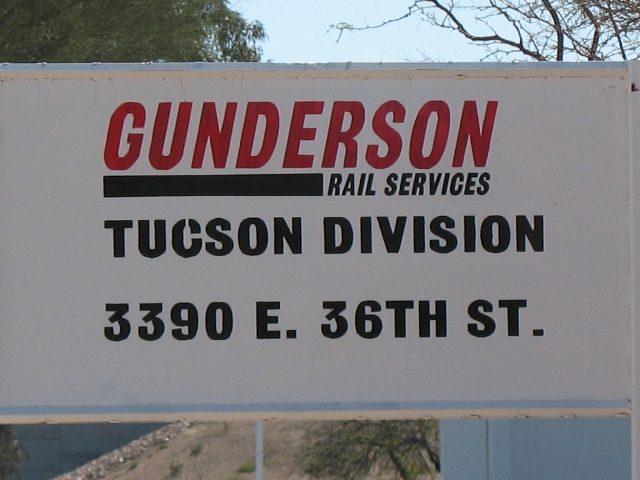 GUNDERSON
RAIL SERVICES
TUCSON DIVISION
3390 E. 36TH ST.